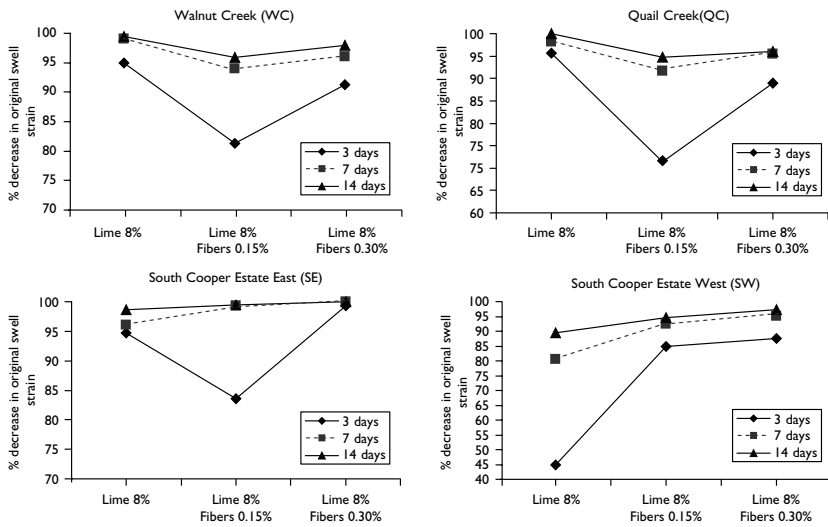 Walnut Creek (WC)
100
95
90
85
80
75
70
% decrease in original swell
strain
3 days
7 days
14 days
Lime 8%
Lime 8%
Fibers 0.15%
Lime 8%
Fibers 0.30%
Quail Creek(QC)
100
95
90
85
80
75
70
65
60
% decrease in original swell
strain
3 days
7 days
14 days
Lime 8%
Lime 8%
Fibers 0.15%
Lime 8%
Fibers 0.30%
South Cooper Estate East (SE)
100
95
90
85
80
75
70
% decrease in original swell
strain
3 days
7 days
14 days
Lime 8%
Lime 8%
Fibers 0.15%
Lime 8%
Fibers 0.30%
South Cooper Estate West (SW)
100
95
90
85
80
75
70
65
60
55
50
45
40
% decrease in original swell
strain
3 days
7 days
14 days
Lime 8%
Lime 8%
Fibers 0.15%
Lime 8%
Fibers 0.30%